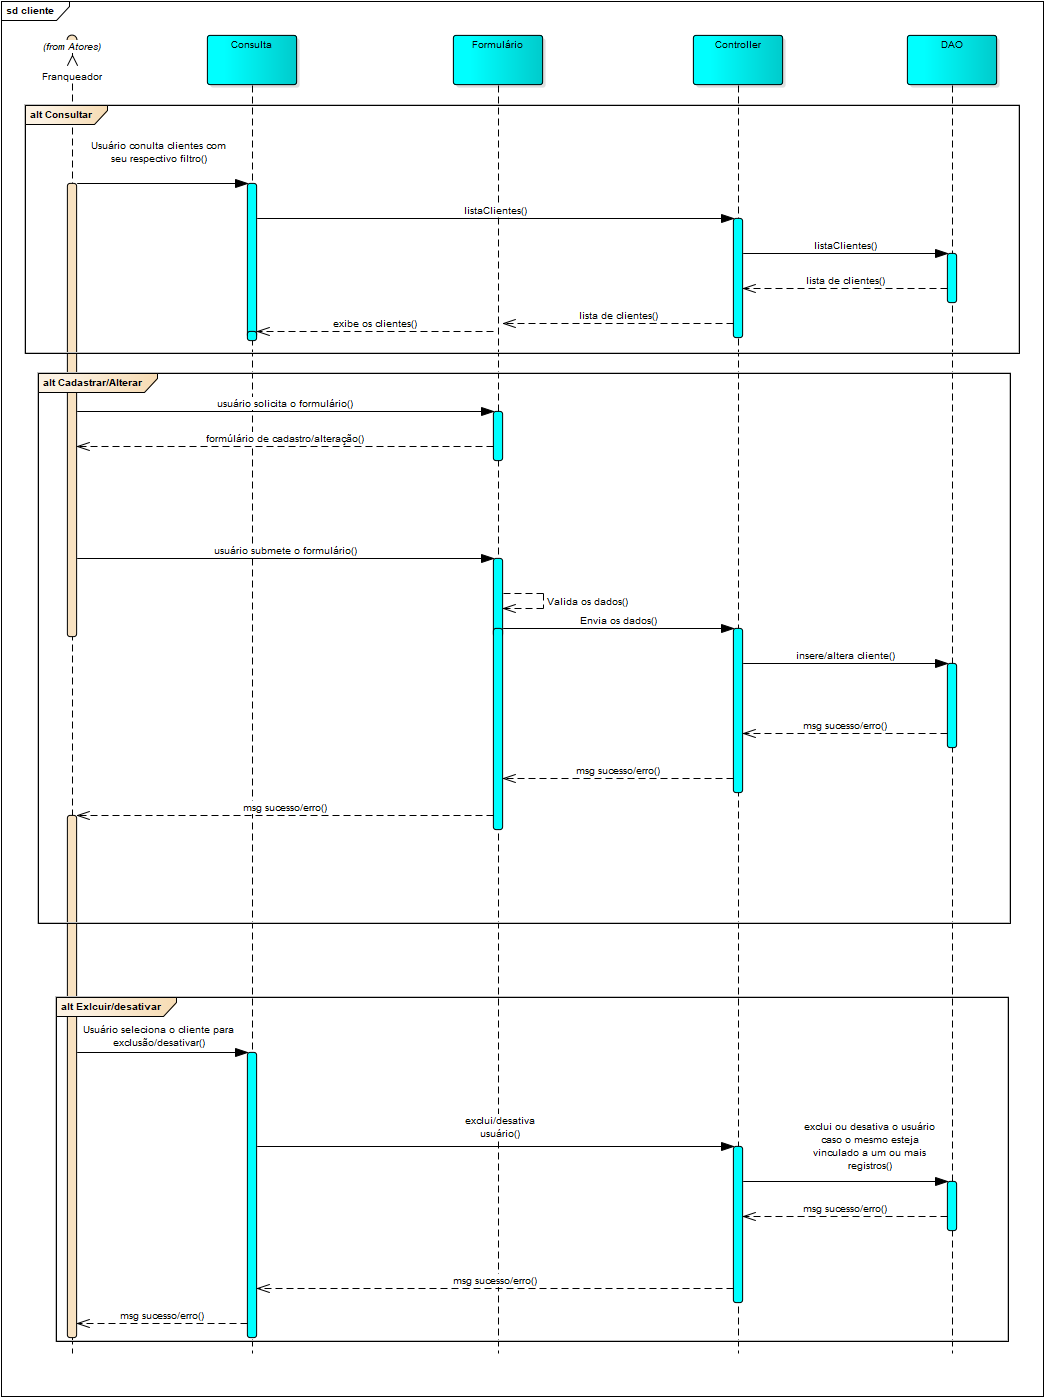 sd cliente
(from Atores)
Franqueador
Consulta
Formulário
Controller
DAO
alt Consultar
Usuário conulta clientes com
seu respectivo filtro()
listaClientes()
listaClientes()
lista de clientes()
lista de clientes()
exibe os clientes()
alt Cadastrar/Alterar
usuário solicita o formulário()
formúlário de cadastro/alteração()
usuário submete o formulário()
Valida os dados()
Envia os dados()
insere/altera cliente()
msg sucesso/erro()
msg sucesso/erro()
msg sucesso/erro()
alt Exlcuir/desativar
Usuário seleciona o cliente para
exclusão/desativar()
exclui/desativa
usuário()
exclui ou desativa o usuário
caso o mesmo esteja
vinculado a um ou mais
registros()
msg sucesso/erro()
msg sucesso/erro()
msg sucesso/erro()